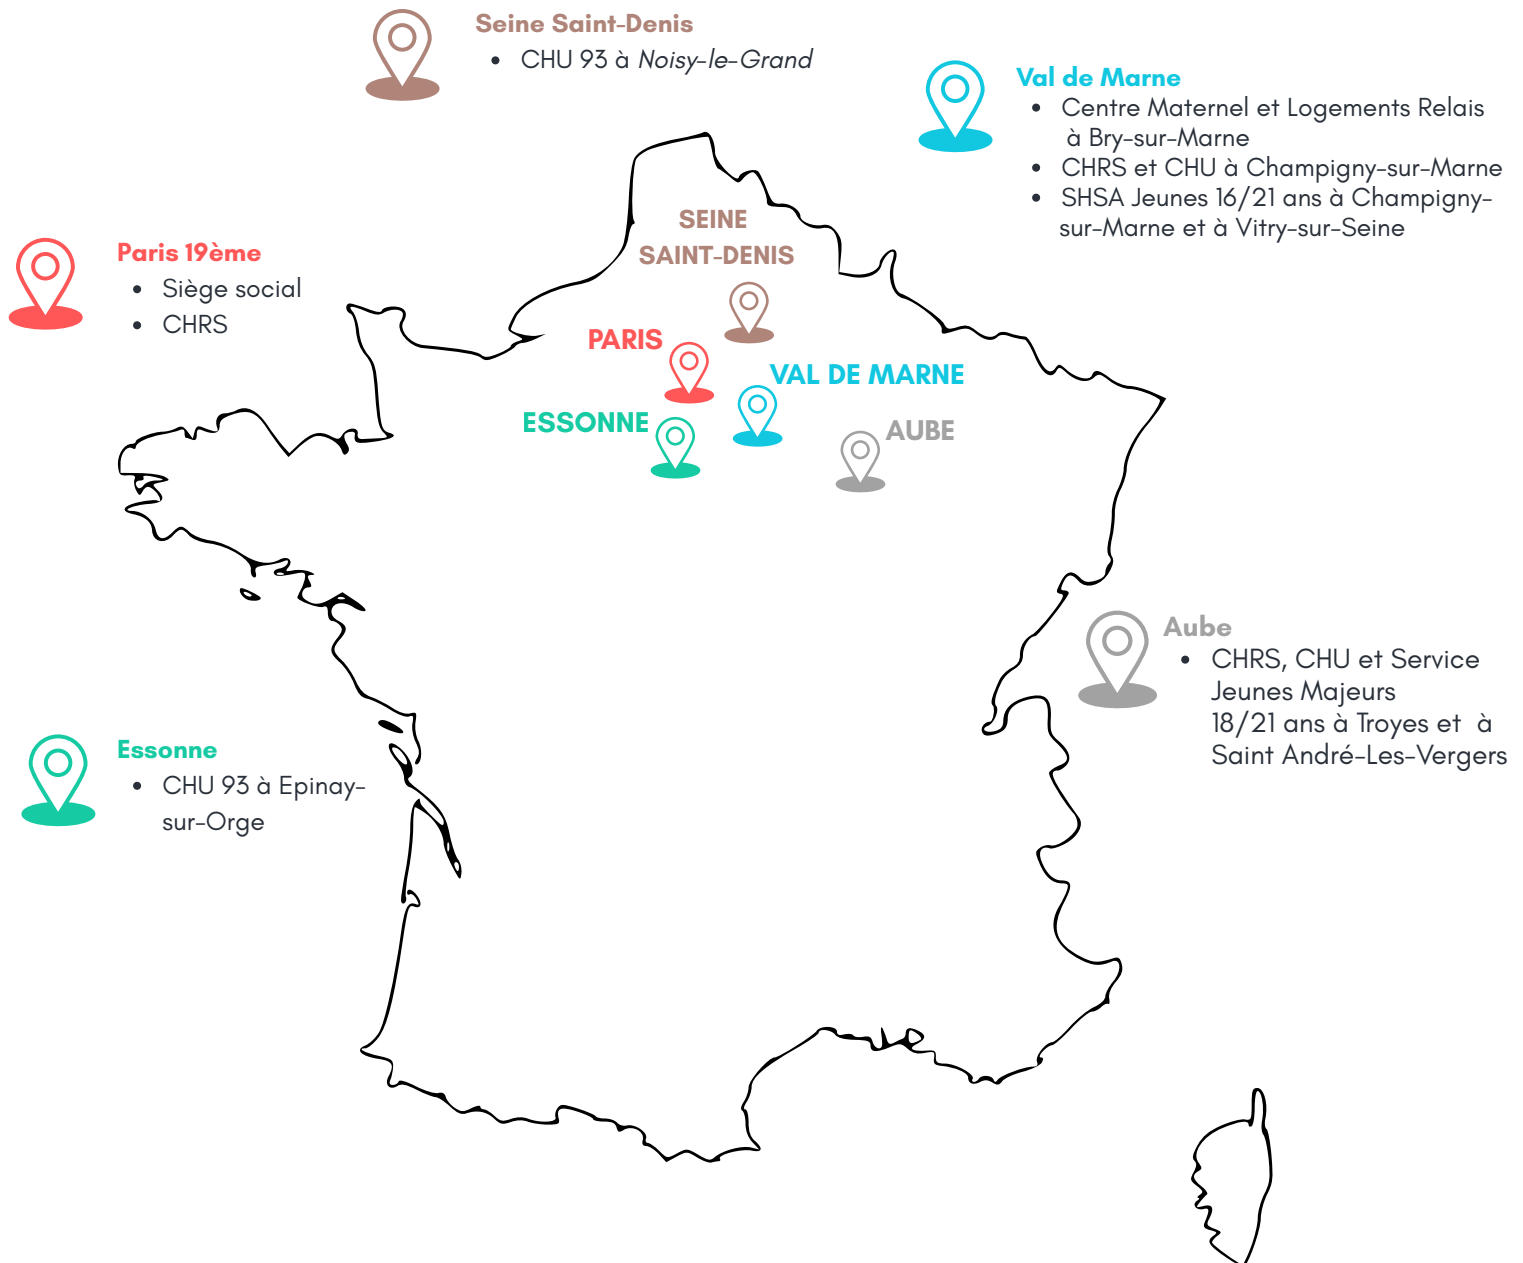 Seine Saint-Denis
• CHU 93 à Noisy-le-Grand
Val de Marne
• Centre Maternel et Logements Relais
à Bry-sur-Marne
• CHRS et CHU à Champigny-sur-Marne
• SHSA Jeunes 16/21 ans à Champigny-
sur-Marne et à Vitry-sur-Seine
Paris 19ème
• Siège social
• CHRS
SEINE
SAINT-DENIS
PARIS
VAL DE MARNE
ESSONNE
AUBE
Aube
• CHRS, CHU et Service
Jeunes Majeurs
18/21 ans à Troyes et à
Saint André-Les-Vergers
Essonne
• CHU 93 à Epinay-
sur-Orge